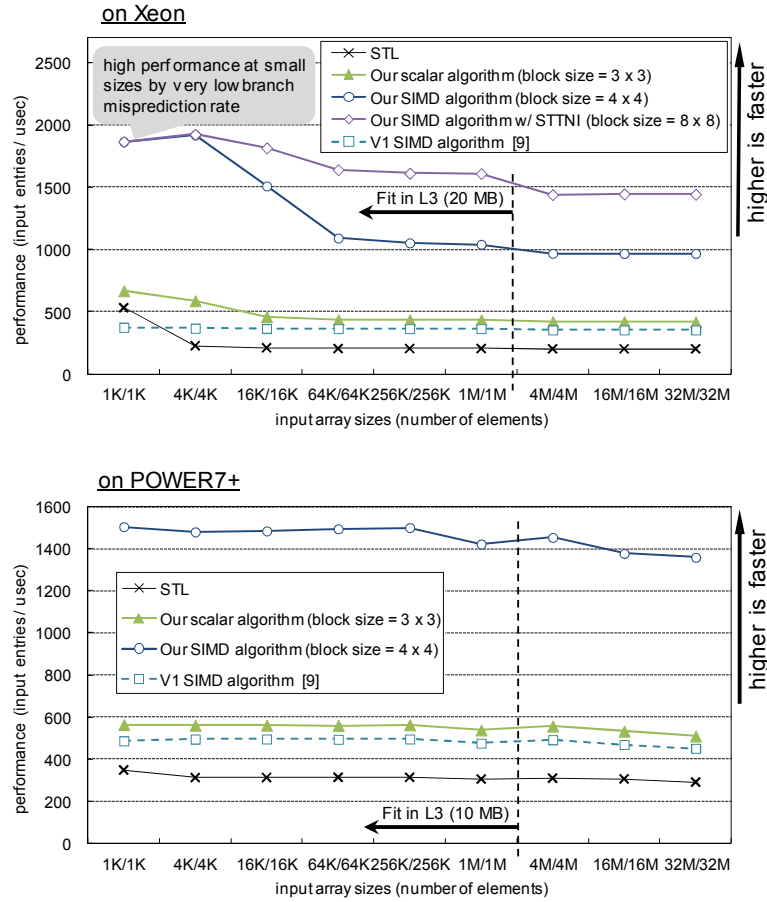 on Xeon
2500
2000
1500
1000
500
0
performance (input entries/ usec)
high performance at small
sizes by very low branch
misprediction rate
STL
Our scalar algorithm (block size = 3 x 3)
Our SIMD algorithm (block size = 4 x 4)
Our SIMD algorithm w/ STTNI (block size = 8 x 8)
V1 SIMD algorithm [9]
Fit in L3 (20 MB)
higher is faster
1K/1K 4K/4K 16K/16K 64K/64K 256K/256K 1M/1M 4M/4M 16M/16M 32M/32M
input array sizes (number of elements)
on POWER7+
1600
1400
1200
1000
800
600
400
200
0
performance (input entries/ usec)
STL
Our scalar algorithm (block size = 3 x 3)
Our SIMD algorithm (block size = 4 x 4)
V1 SIMD algorithm [9]
Fit in L3 (10 MB)
higher is faster
1K/1K 4K/4K 16K/16K 64K/64K 256K/256K 1M/1M 4M/4M 16M/16M 32M/32M
input array sizes (number of elements)